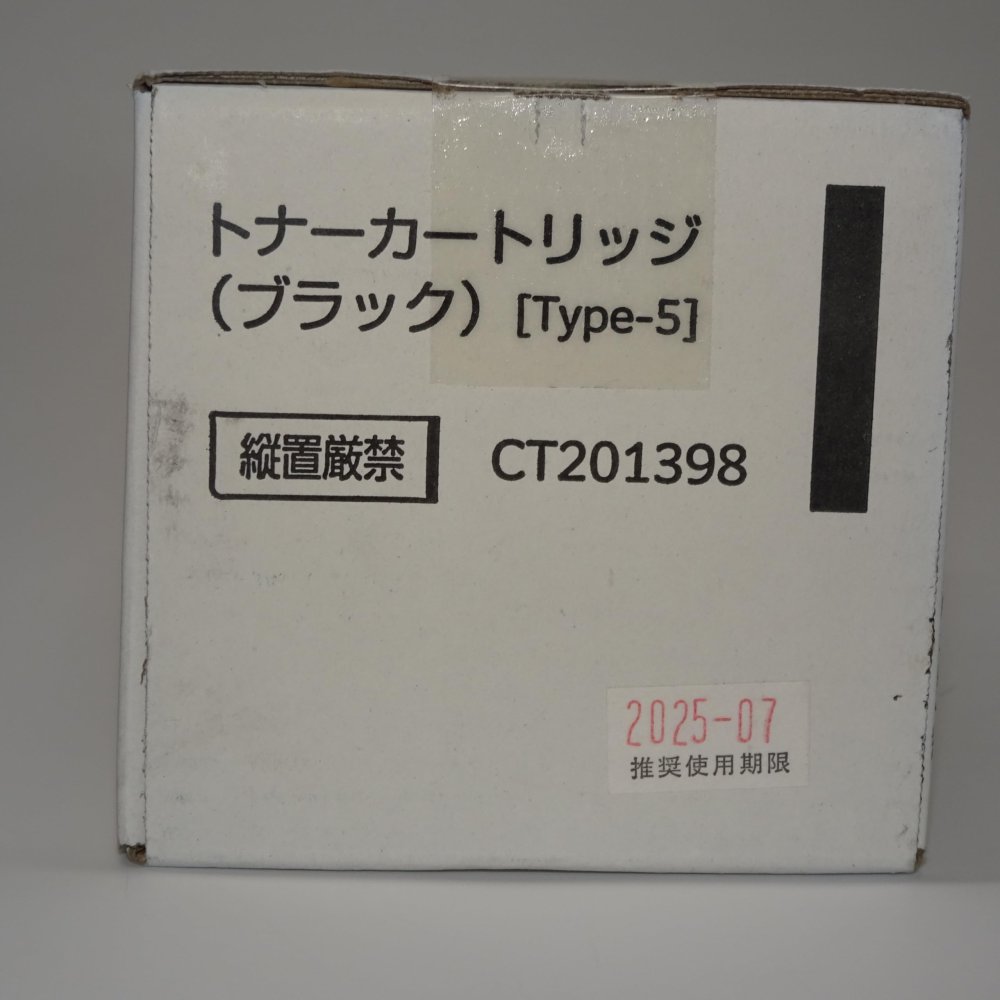 トナーカートリッジ
（ブラック） [Type-5]
縦置厳禁 CT201398
2025-07
推奨使用期限